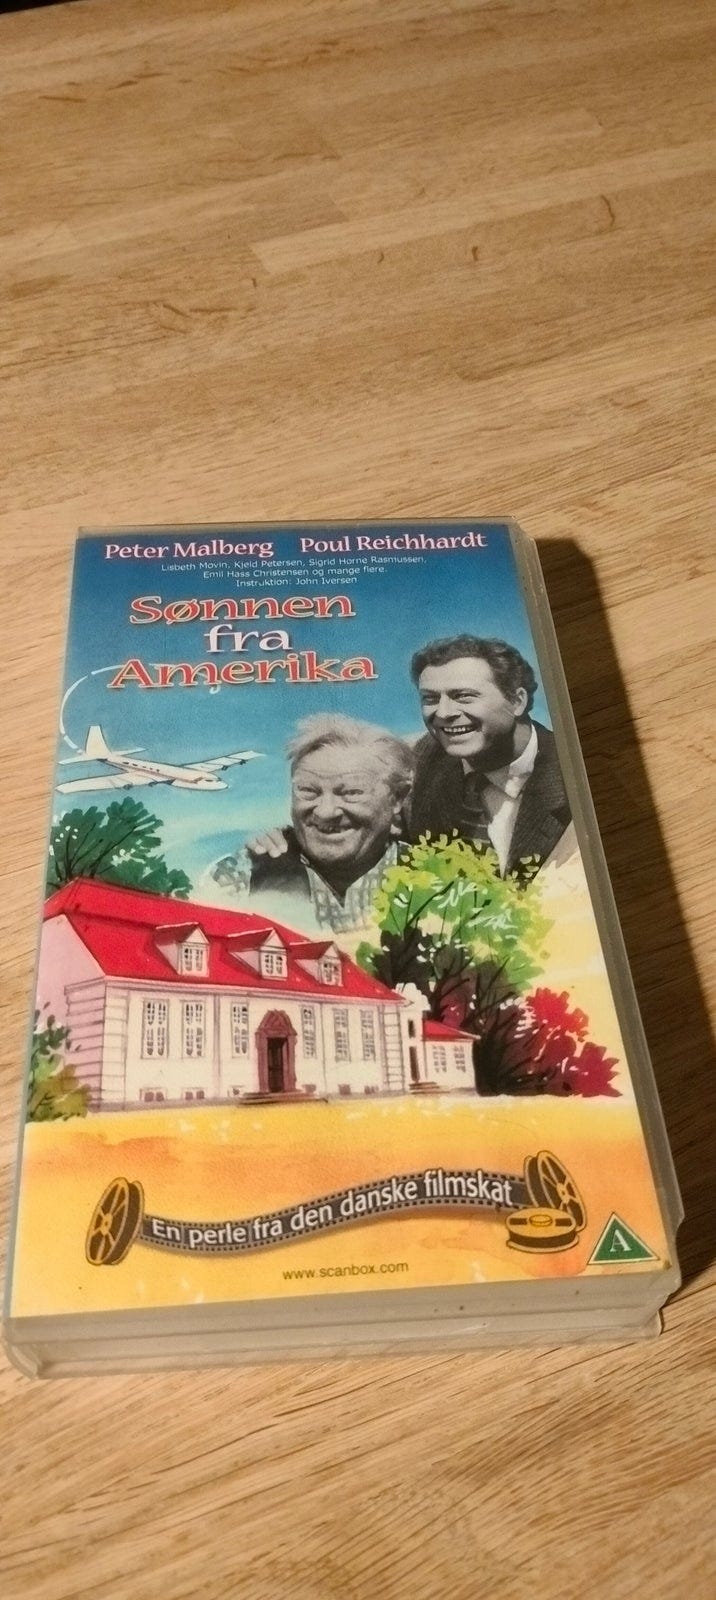 Peter Malberg Poul Reichhardt
Lisbeth Movin, Kjeld Petersen, Sigrid Horne Rasmussen,
Emil Hass Christensen og mange flere.
Instruktion: John Iversen
Sønnen
fra
Amerika
En perle fra den danske filmskat
A
www.scanbox.com